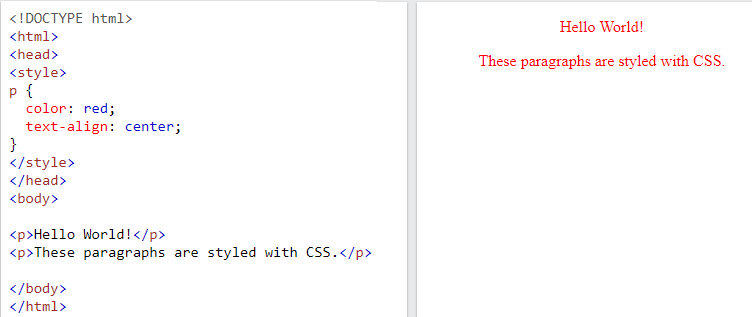 <!DOCTYPE html>
<html>
<head>
<style>
p {
  color: red;
  text-align: center;
}
</style>
</head>
<body>

<p>Hello World!</p>
<p>These paragraphs are styled with CSS.</p>

</body>
</html>
Hello World!
These paragraphs are styled with CSS.